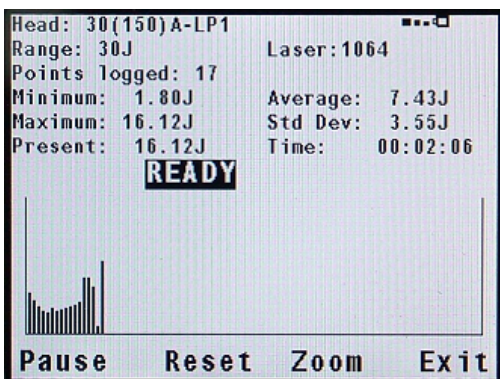 Head: 30(150)A-LP1
Range: 30J Laser:1064
Points logged: 17
Minimum: 1.80J Average: 7.43J
Maximum: 16.12J Std Dev: 3.55J
Present: 16.12J Time: 00:02:06
READY
Pause Reset Zoom Exit